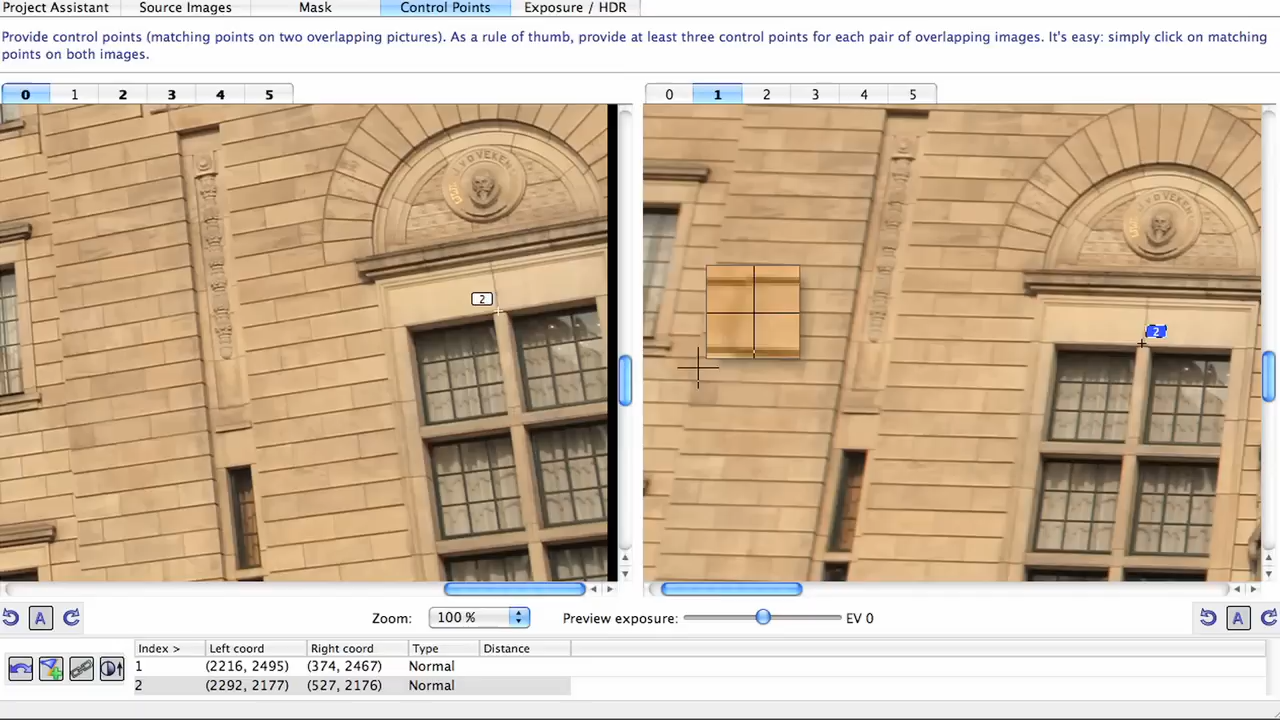 Project Assistant Source Images Mask Control Points Exposure / HDR
Provide control points (matching points on two overlapping pictures). As a rule of thumb, provide at least three control points for each pair of overlapping images. It's easy: simply click on matching
points on both images.
0 1 2 3 4 5 0 1 2 3 4 5
2
2
A Zoom: 100 % Preview exposure: EV 0 A
Index > Left coord Right coord Type Distance
1 (2216, 2495) (374, 2467) Normal
2 (2292, 2177) (527, 2176) Normal